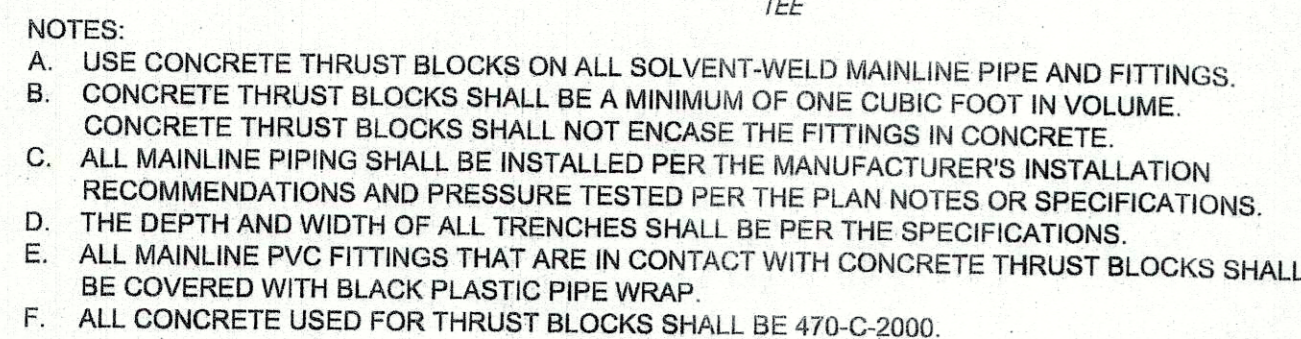 TEE
NOTES:
A. USE CONCRETE THRUST BLOCKS ON ALL SOLVENT-WELD MAINLINE PIPE AND FITTINGS.
B. CONCRETE THRUST BLOCKS SHALL BE A MINIMUM OF ONE CUBIC FOOT IN VOLUME.
CONCRETE THRUST BLOCKS SHALL NOT ENCASE THE FITTINGS IN CONCRETE.
C. ALL MAINLINE PIPING SHALL BE INSTALLED PER THE MANUFACTURER'S INSTALLATION
RECOMMENDATIONS AND PRESSURE TESTED PER THE PLAN NOTES OR SPECIFICATIONS.
D. THE DEPTH AND WIDTH OF ALL TRENCHES SHALL BE PER THE SPECIFICATIONS.
E. ALL MAINLINE PVC FITTINGS THAT ARE IN CONTACT WITH CONCRETE THRUST BLOCKS SHALL
BE COVERED WITH BLACK PLASTIC PIPE WRAP.
F. ALL CONCRETE USED FOR THRUST BLOCKS SHALL BE 470-C-2000.